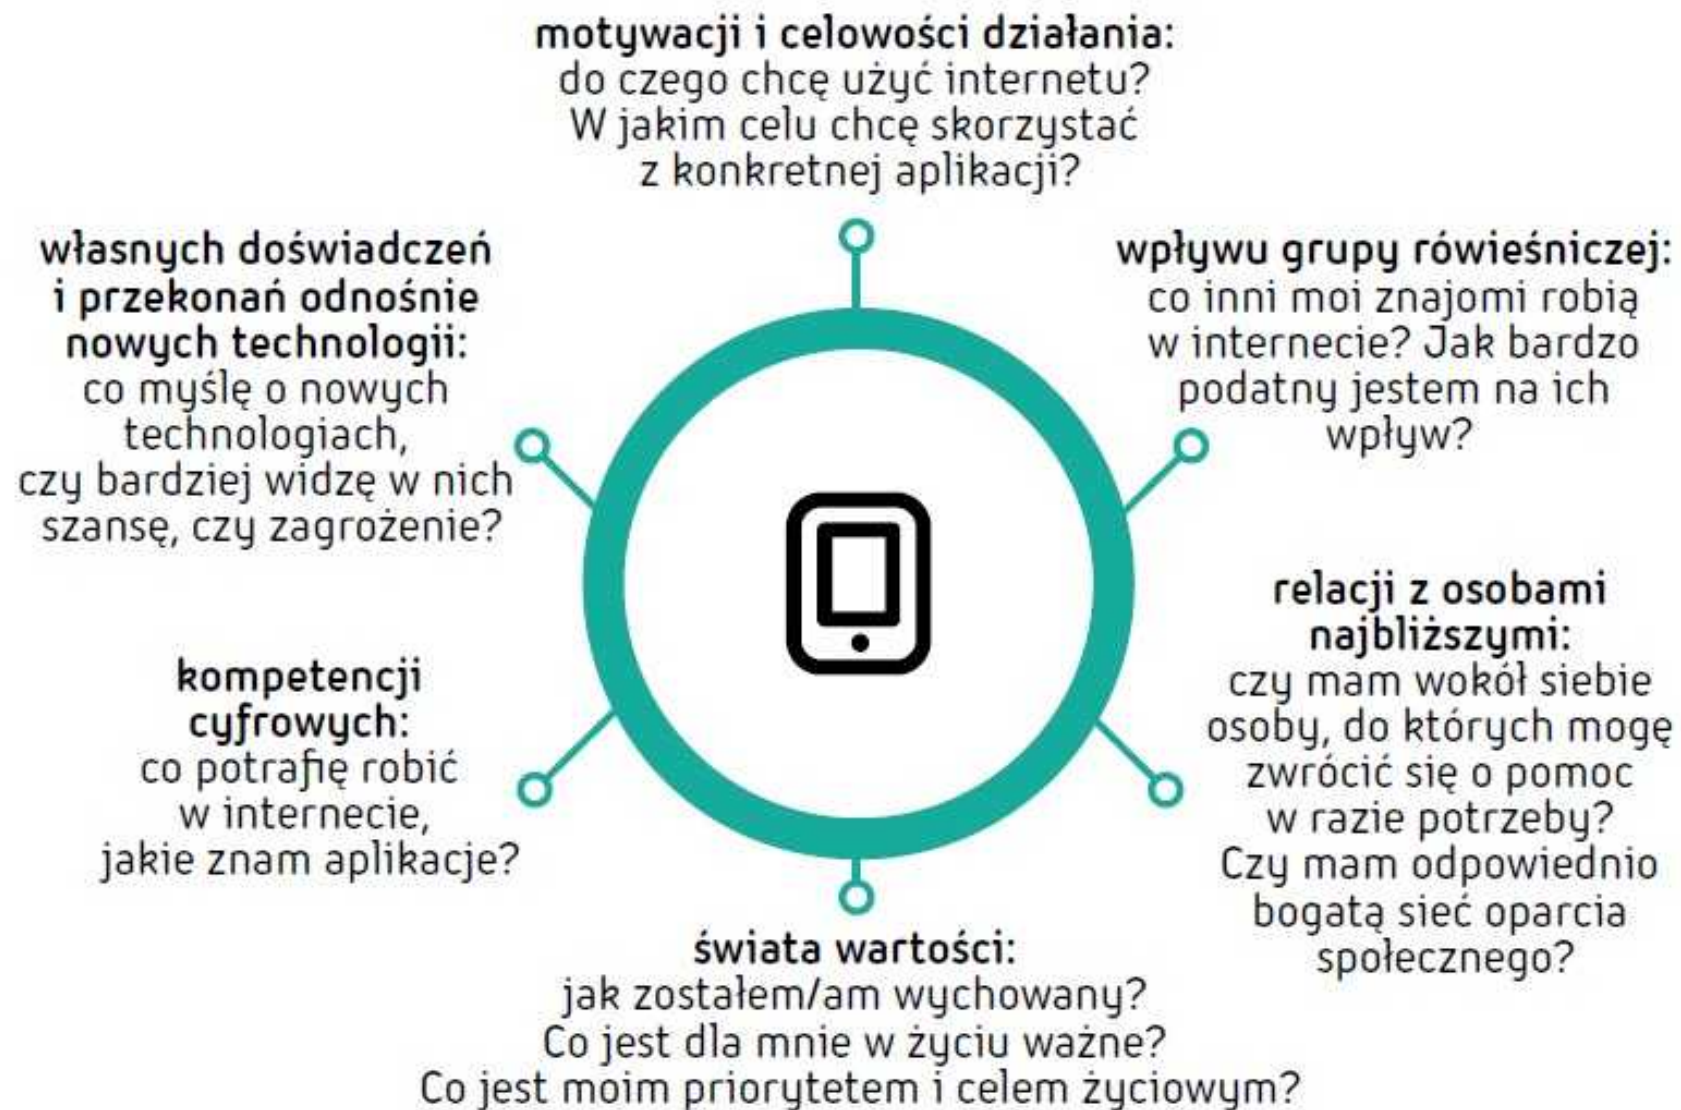 motywacji i celowości działania:
do czego chcę użyć internetu?
W jakim celu chcę skorzystać
z konkretnej aplikacji?
własnych doświadczeń
i przekonań odnośnie
nowych technologii:
co myślę o nowych
technologiach,
czy bardziej widzę w nich
szansę, czy zagrożenie?
wpływu grupy rówieśniczej:
co inni moi znajomi robią
w internecie? Jak bardzo
podatny jestem na ich
wpływ?
kompetencji
cyfrowych:
co potrafię robić
w internecie,
jakie znam aplikacje?
relacji z osobami
najbliższymi:
czy mam wokół siebie
osoby, do których mogę
zwrócić się o pomoc
w razie potrzeby?
Czy mam odpowiednio
bogatą sieć oparcia
społecznego?
świata wartości:
jak zostałem/am wychowany?
Co jest dla mnie w życiu ważne?
Co jest moim priorytetem i celem życiowym?